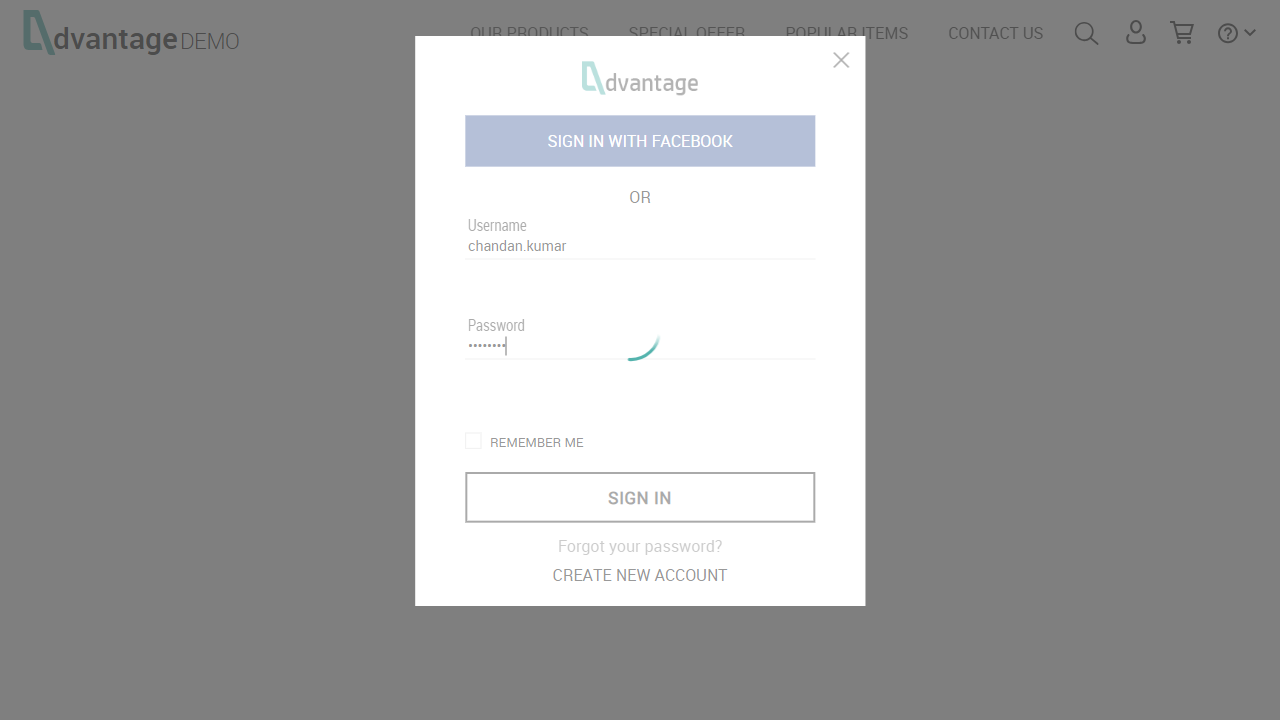 dvantage DEMO
OUR PRODUCTS SPECIAL OFFER POPULAR ITEMS CONTACT US
dvantage
SIGN IN WITH FACEBOOK
OR
Username
chandan.kumar
Password
••••••••
REMEMBER ME
SIGN IN
Forgot your password?
CREATE NEW ACCOUNT